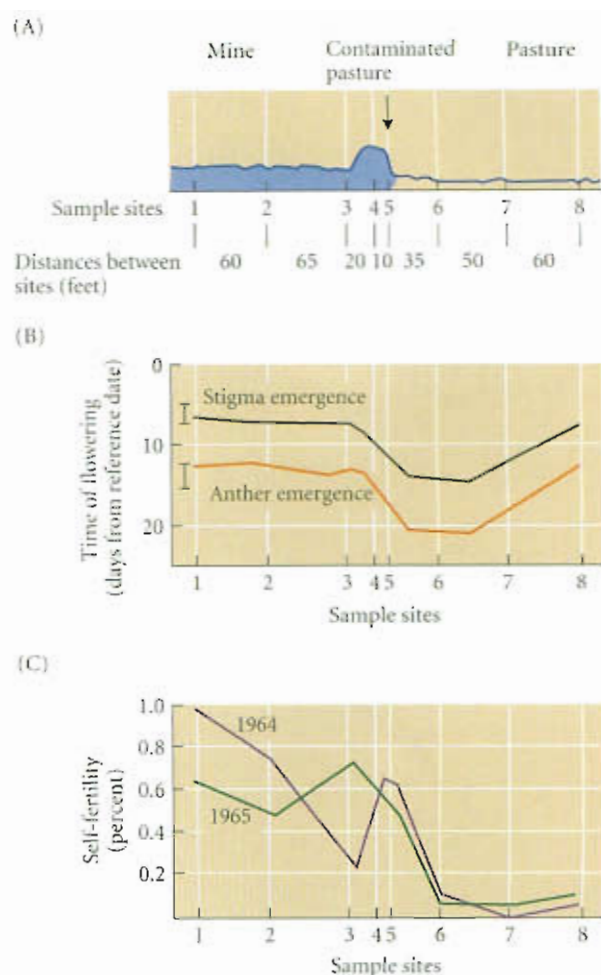 (A)
Mine
Contaminated pasture
Pasture
Sample sites 1 2 3 4 5 6 7 8
Distances between sites (feet) 60 65 20 10 35 50 60
(B)
Time of flowering (days from reference date)
0
10
20
Stigma emergence
Anther emergence
1 2 3 4 5 6 7 8
Sample sites
(C)
Self-fertility (percent)
1.0
0.8
0.6
0.4
0.2
1964
1965
1 2 3 4 5 6 7 8
Sample sites